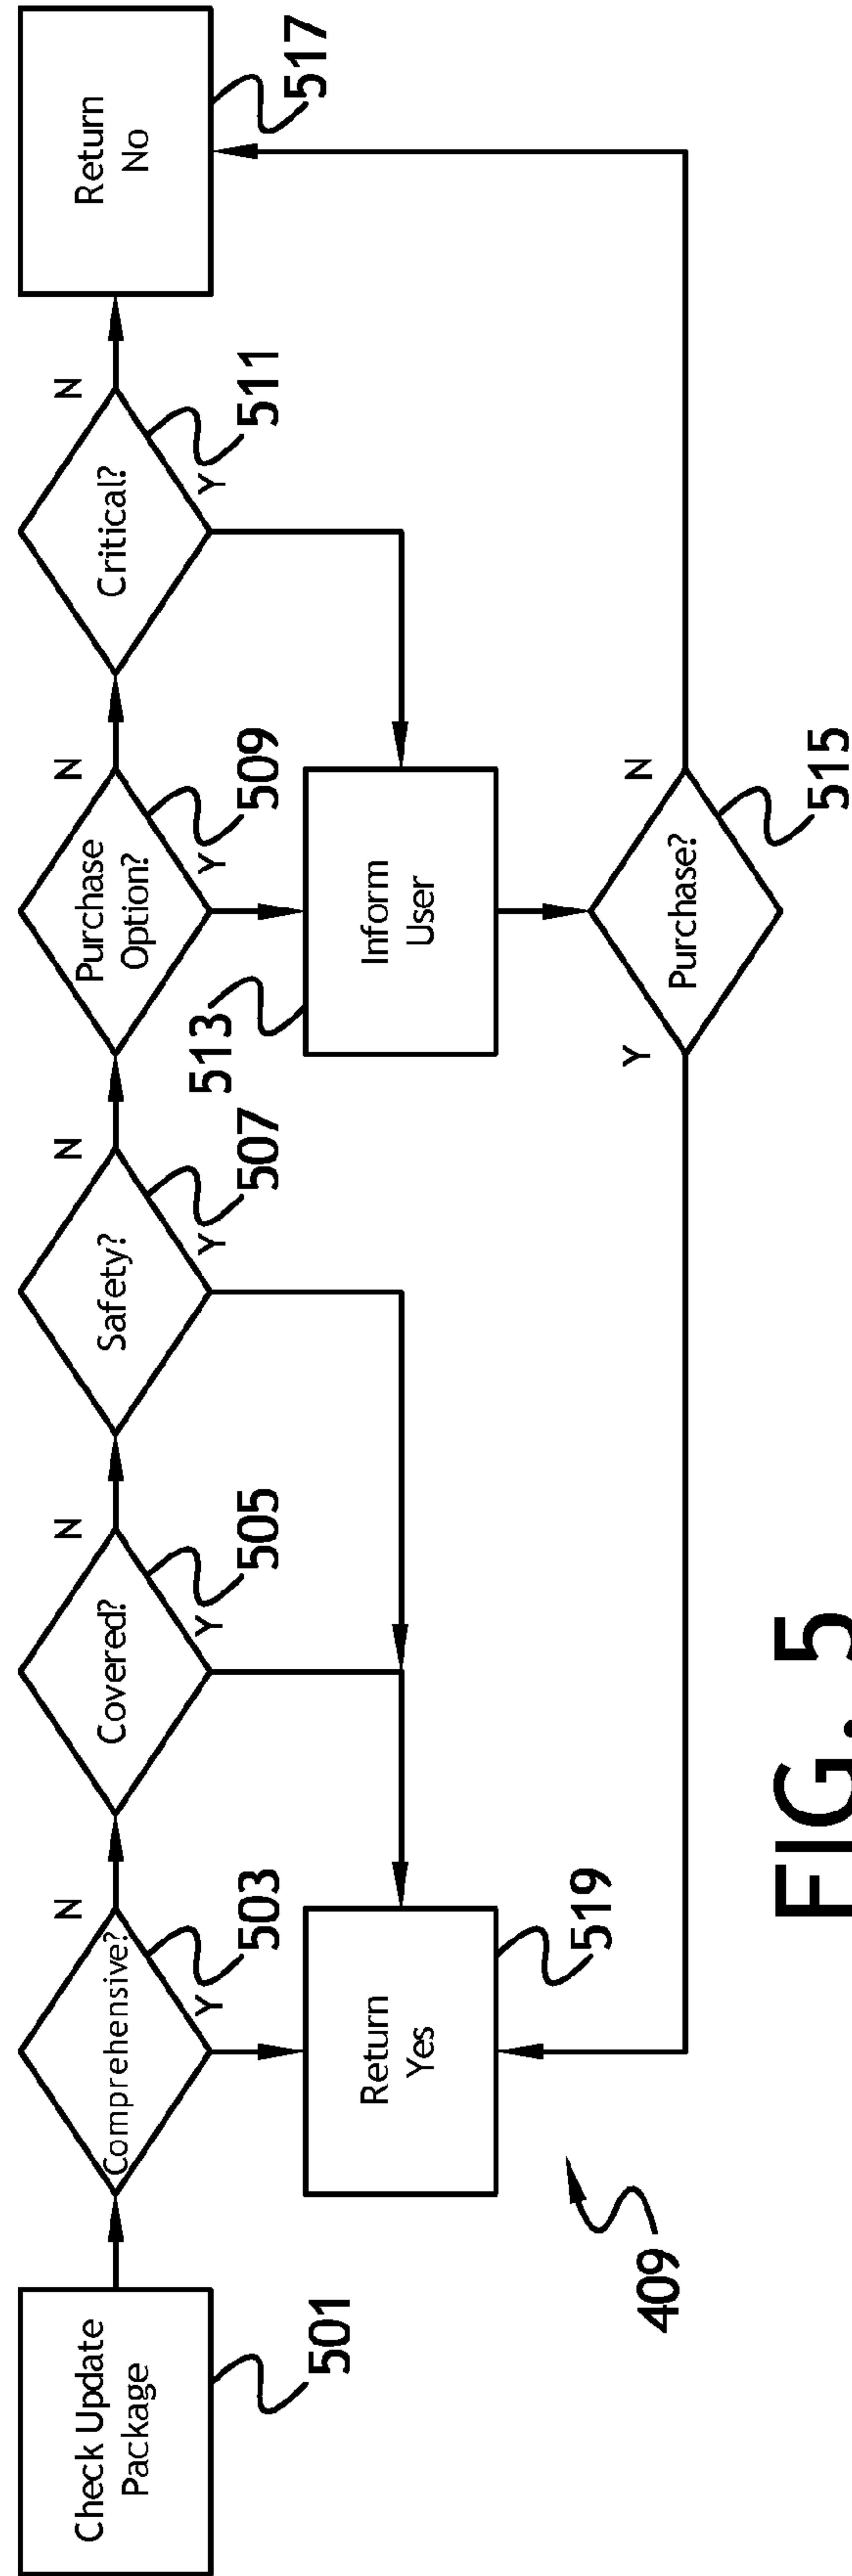 Check Update
Package
501
Comprehensive?
N
Y
503
Covered?
N
Y
505
Safety?
N
Y
507
Purchase
Option?
N
Y
509
Critical?
N
Y
511
Return
No
517
Return
Yes
519
513
Inform
User
409
Y
Purchase?
N
515
FIG. 5